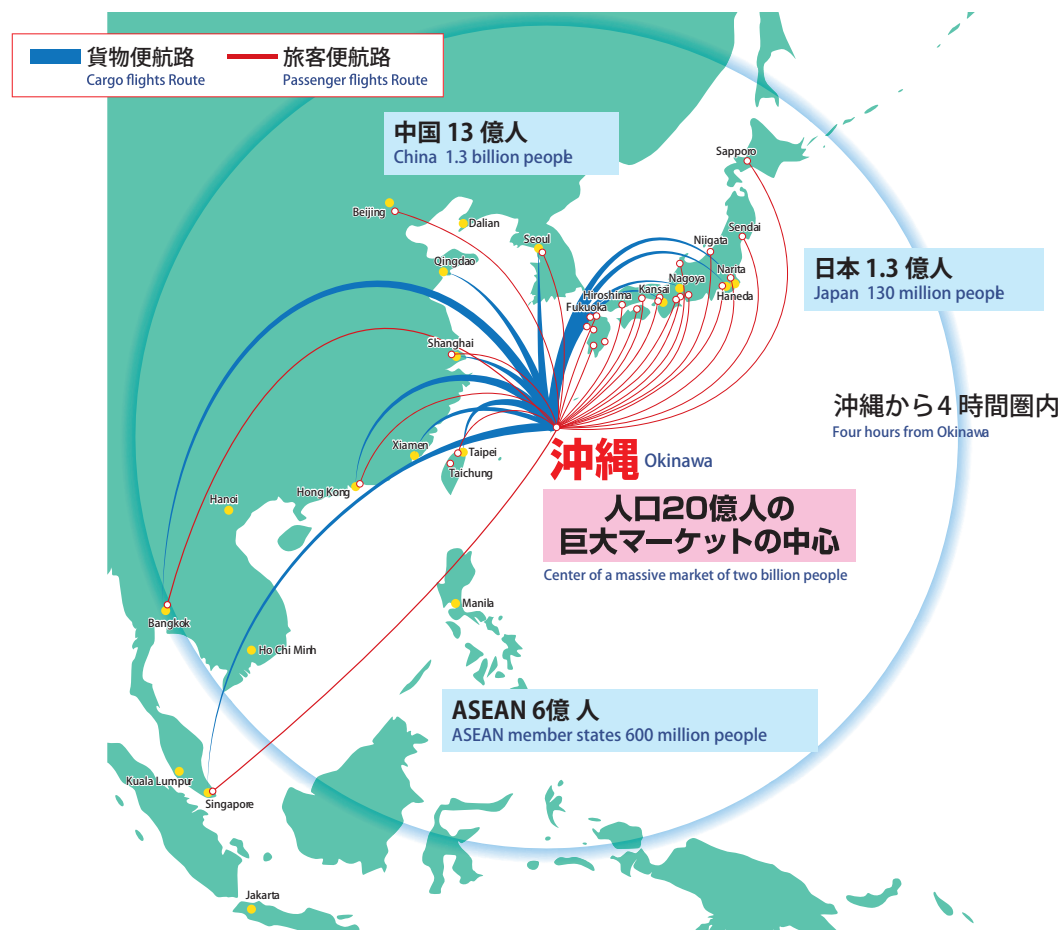 貨物便航路
Cargo flights Route
旅客便航路
Passenger flights Route
中国 13 億人
China 1.3 billion people
Sapporo
Beijing
Dalian
Seoul
Sendai
Niigata
Qingdao
日本 1.3 億人
Japan 130 million people
Narita
Nagoya
Kansai
Haneda
Hiroshima
Fukuoka
Shanghai
沖縄から4 時間圏内
Four hours from Okinawa
Xiamen
Taipei
沖縄 Okinawa
Taichung
Hong Kong
Hanoi
人口20億人の
巨大マーケットの中心
Center of a massive market of two billion people
Manila
Bangkok
Ho Chi Minh
ASEAN 6億 人
ASEAN member states 600 million people
Kuala Lumpur
Singapore
Jakarta